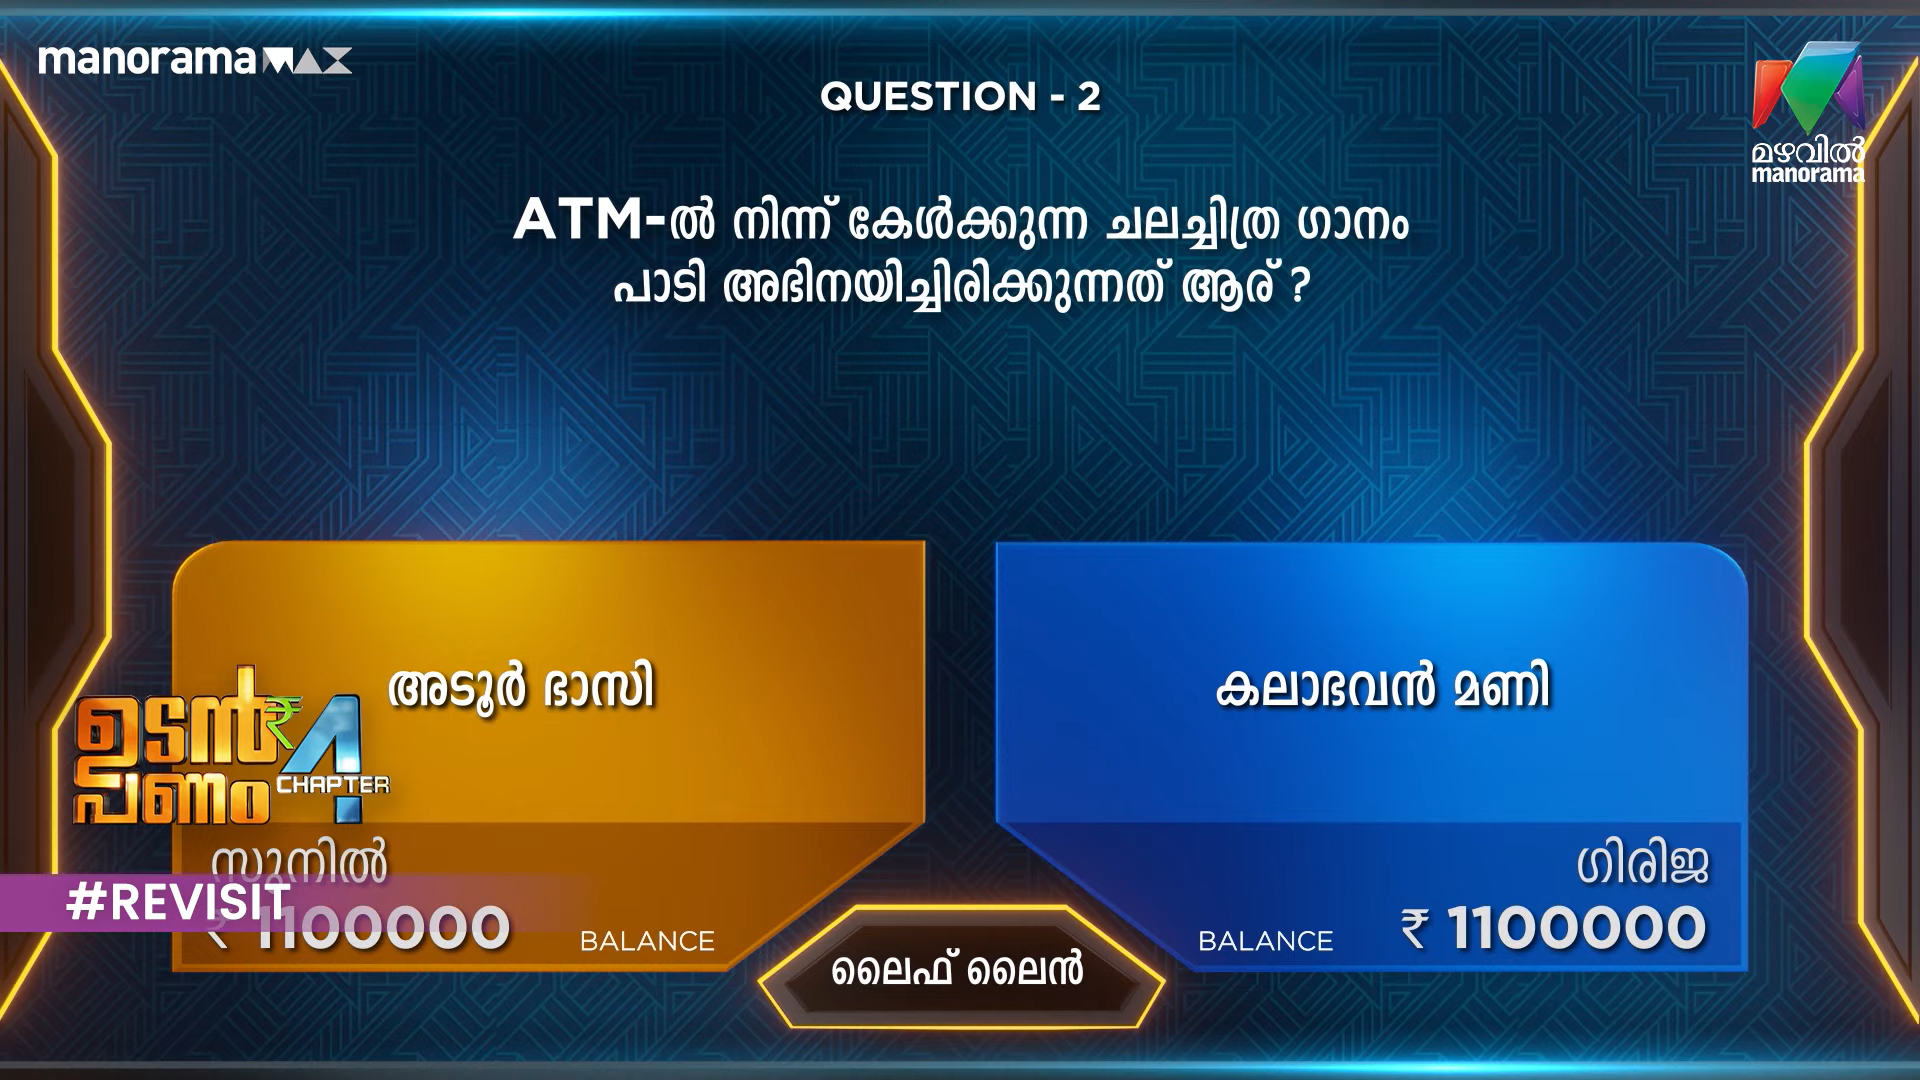 manorama MAX
QUESTION - 2
മഴവിൽ
manorama
ATM-ൽ നിന്ന് കേൾക്കുന്ന ചലച്ചിത്ര ഗാനം
പാടി അഭിനയിച്ചിരിക്കുന്നത് ആര് ?
അടൂർ ഭാസി
കലാഭവൻ മണി
ഉടൻ
പണം
CHAPTER 4
സുനിൽ
#REVISIT
₹ 1100000
BALANCE
ലൈഫ് ലൈൻ
ഗിരിജ
BALANCE
₹ 1100000